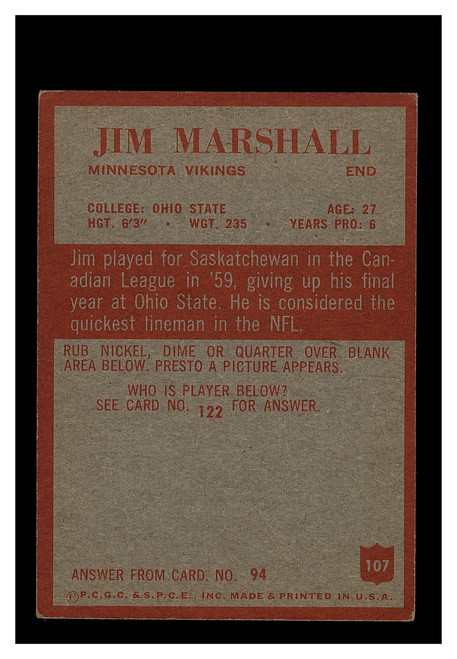 JIM MARSHALL
MINNESOTA VIKINGS END
COLLEGE: OHIO STATE AGE: 27
HGT. 6'3" • WGT. 235 • YEARS PRO: 6
Jim played for Saskatchewan in the Can-
adian League in '59, giving up his final
year at Ohio State. He is considered the
quickest lineman in the NFL.
RUB NICKEL, DIME OR QUARTER OVER BLANK
AREA BELOW. PRESTO A PICTURE APPEARS.
WHO IS PLAYER BELOW?
SEE CARD NO. 122 FOR ANSWER.
107
ANSWER FROM CARD. NO. 94
©P.C.G.C. & S.P.C.E., INC. MADE & PRINTED IN U.S.A.